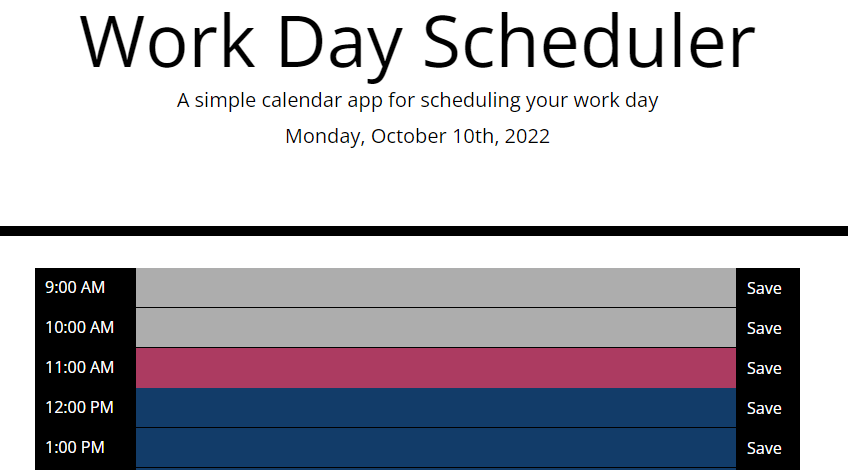 Work Day Scheduler
A simple calendar app for scheduling your work day
Monday, October 10th, 2022
9:00 AM Save
10:00 AM Save
11:00 AM Save
12:00 PM Save
1:00 PM Save